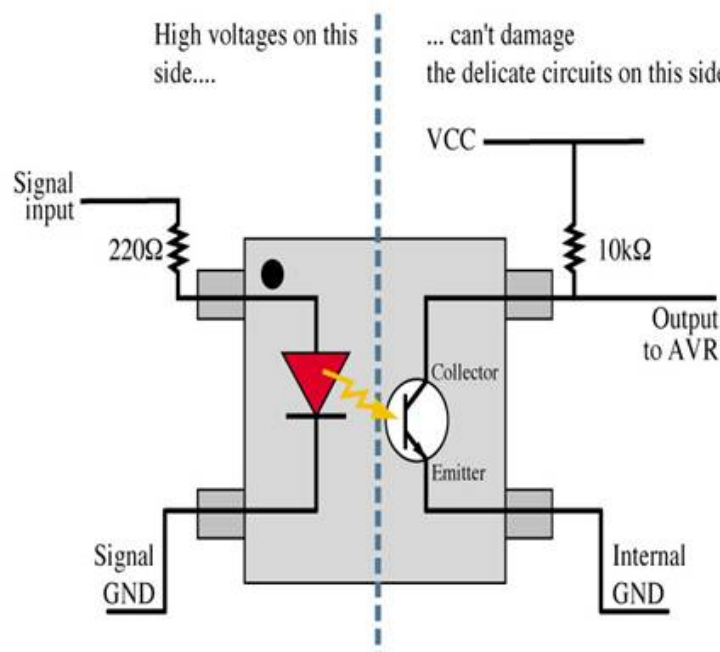 High voltages on this
side....
... can't damage
the delicate circuits on this side
VCC
Signal
input
220Ω
10kΩ
Output
to AVR
Collector
Emitter
Signal
GND
Internal
GND